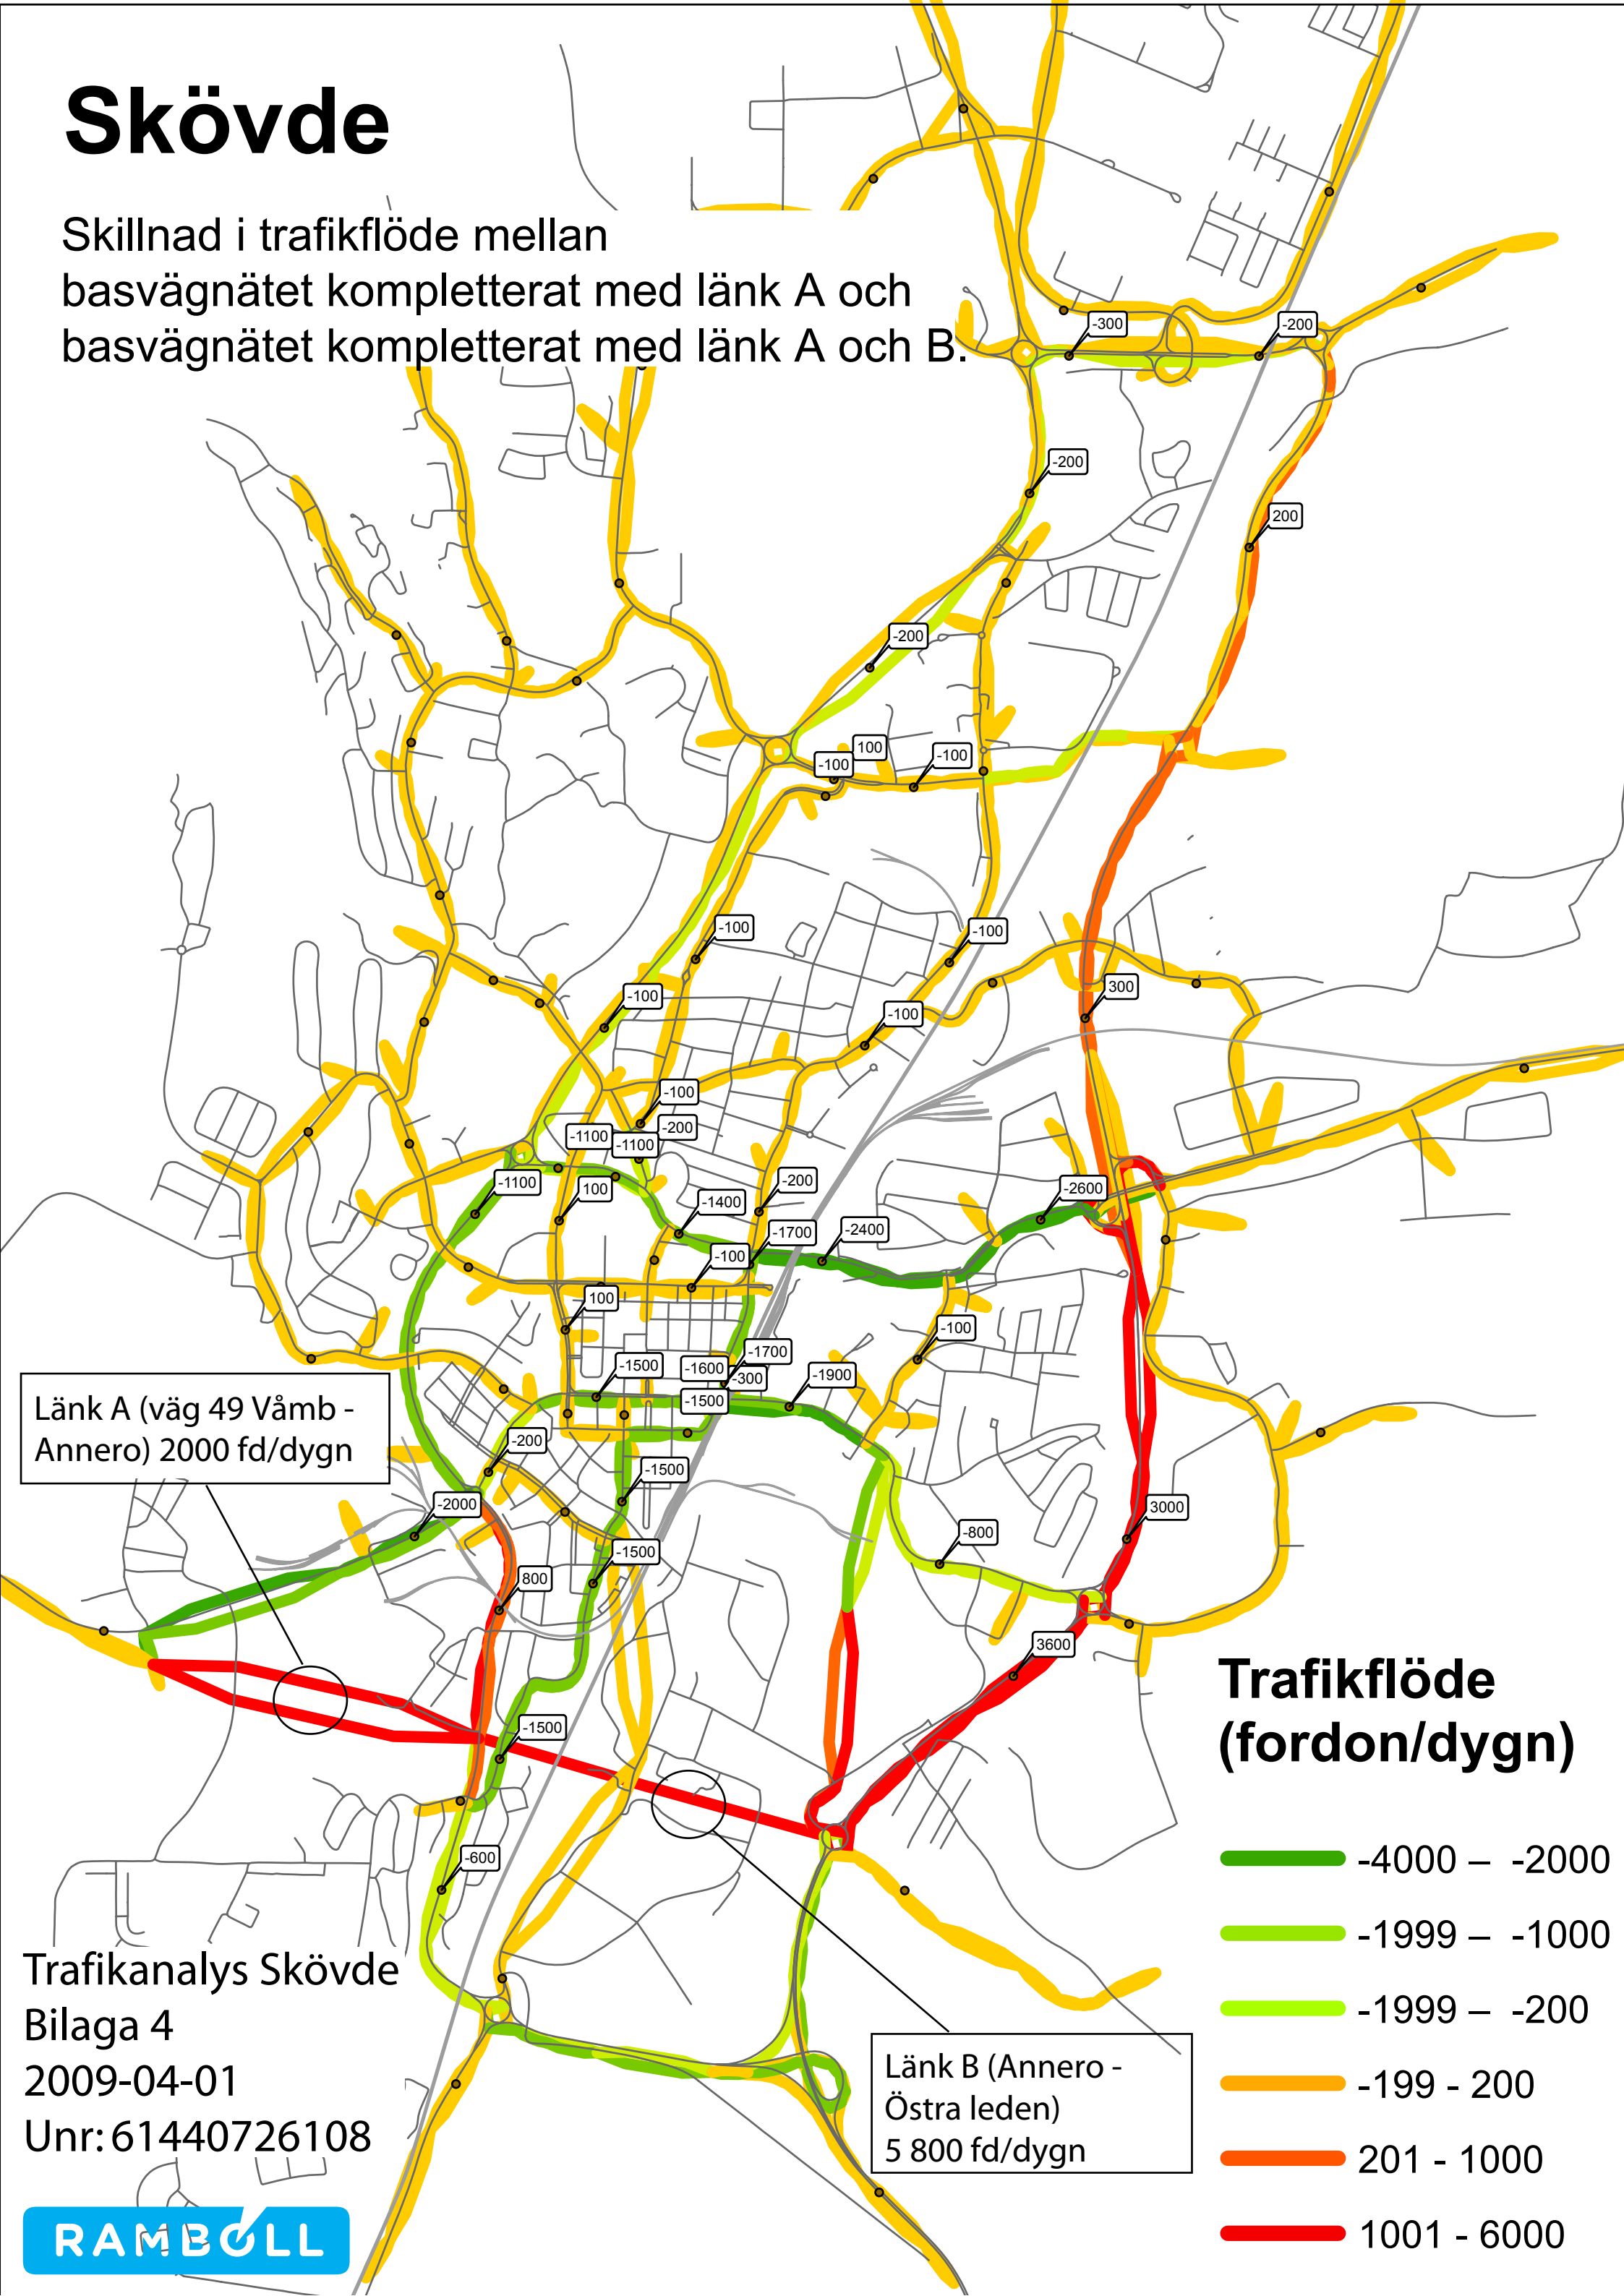 Skövde
Skillnad i trafikflöde mellan
basvägnätet kompletterat med länk A och
basvägnätet kompletterat med länk A och B.
-300
-200
-200
200
-200
100
-100
-100
-100
-100
-100
300
-100
-100
-200
-1100
-1100
-1100
100
-200
-2600
-1400
-1700
-2400
-100
100
-100
-1700
-1600
-300
-1500
-1900
-1500
Länk A (väg 49 Våmb -
Annero) 2000 fd/dygn
-200
-1500
-2000
3000
-800
-1500
800
3600
-1500
-600
Trafikflöde
(fordon/dygn)
-4000 – -2000
-1999 – -1000
-1999 – -200
-199 - 200
201 - 1000
1001 - 6000
Länk B (Annero -
Östra leden)
5 800 fd/dygn
Trafikanalys Skövde
Bilaga 4
2009-04-01
Unr: 61440726108
RAMBOLL